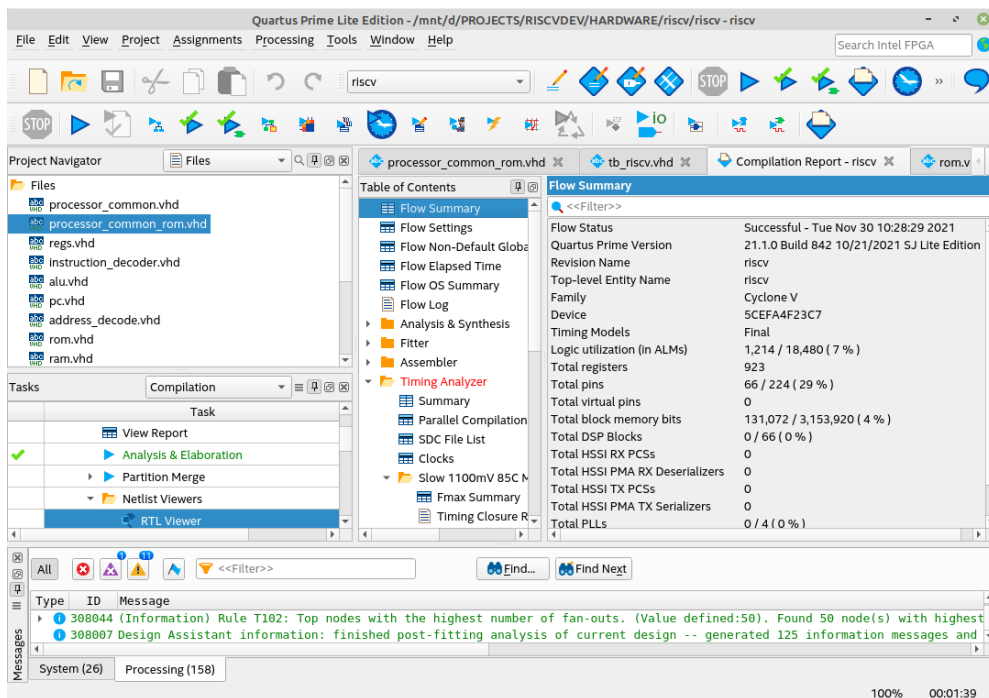 Quartus Prime Lite Edition - /mnt/d/PROJECTS/RISCVDEV/HARDWARE/riscv/riscv - riscv
File Edit View Project Assignments Processing Tools Window Help
Search Intel FPGA
riscv
STOP
»
STOP
io
Project Navigator
Files
processor_common_rom.vhd
tb_riscv.vhd
Compilation Report - riscv
rom.v
Files
processor_common.vhd
processor_common_rom.vhd
regs.vhd
instruction_decoder.vhd
alu.vhd
pc.vhd
address_decode.vhd
rom.vhd
ram.vhd
Tasks
Compilation
Task
View Report
Analysis & Elaboration
Partition Merge
Netlist Viewers
RTL Viewer
Table of Contents
Flow Summary
Flow Settings
Flow Non-Default Globa
Flow Elapsed Time
Flow OS Summary
Flow Log
Analysis & Synthesis
Fitter
Assembler
Timing Analyzer
Summary
Parallel Compilation
SDC File List
Clocks
Slow 1100mV 85C M
Fmax Summary
Timing Closure R
Flow Summary
<<Filter>>
Flow Status Successful - Tue Nov 30 10:28:29 2021
Quartus Prime Version 21.1.0 Build 842 10/21/2021 SJ Lite Edition
Revision Name riscv
Top-level Entity Name riscv
Family Cyclone V
Device 5CEFA4F23C7
Timing Models Final
Logic utilization (in ALMs) 1,214 / 18,480 ( 7 % )
Total registers 923
Total pins 66 / 224 ( 29 % )
Total virtual pins 0
Total block memory bits 131,072 / 3,153,920 ( 4 % )
Total DSP Blocks 0 / 66 ( 0 % )
Total HSSI RX PCSs 0
Total HSSI PMA RX Deserializers 0
Total HSSI TX PCSs 0
Total HSSI PMA TX Serializers 0
Total PLLs 0 / 4 ( 0 % )
All
1
11
<<Filter>>
Find...
Find Next
Type ID Message
308044 (Information) Rule T102: Top nodes with the highest number of fan-outs. (Value defined:50). Found 50 node(s) with highest
308007 Design Assistant information: finished post-fitting analysis of current design -- generated 125 information messages and
Messages
System (26)
Processing (158)
100% 00:01:39